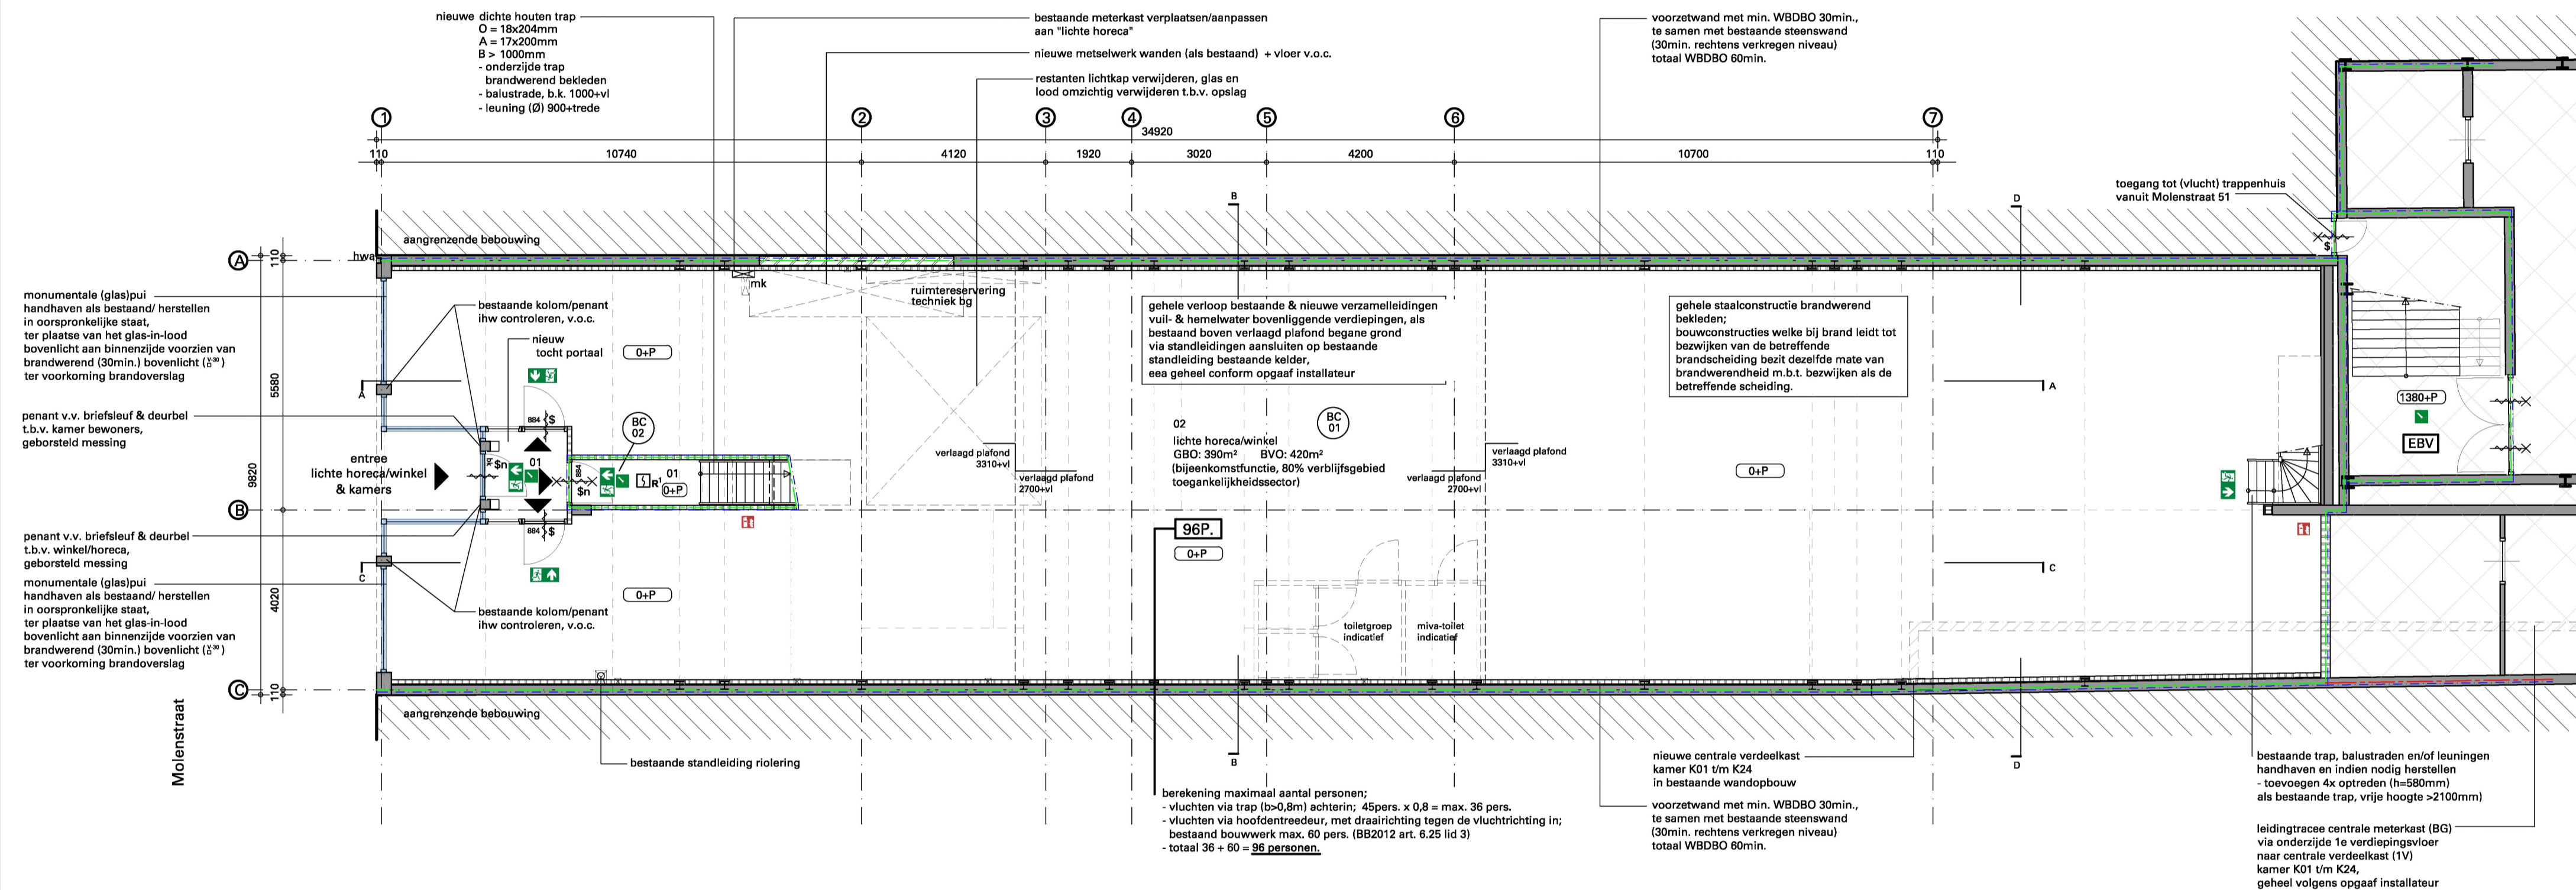 nieuwe dichte houten trap
O = 18x204mm
A = 17x200mm
B > 1000mm
- onderzijde trap
brandwerend bekleden
- balustrade, b.k. 1000+vl
- leuning (Ø) 900+trede
bestaande meterkast verplaatsen/aanpassen
aan "lichte horeca"
nieuwe metselwerk wanden (als bestaand) + vloer v.o.c.
restanten lichtkap verwijderen, glas en
lood omzichtig verwijderen t.b.v. opslag
voorzetwand met min. WBDBO 30min.,
te samen met bestaande steenswand
(30min. rechtens verkregen niveau)
totaal WBDBO 60min.
1 2 3 4 5 6 7
34920
110 10740 4120 1920 3020 4200 10700 110
toegang tot (vlucht) trappenhuis
vanuit Molenstraat 51
B
D
aangrenzende bebouwing
A
110
hwa
$
mk
ruimtereservering
techniek bg
monumentale (glas)pui
handhaven als bestaand/ herstellen
in oorspronkelijke staat,
ter plaatse van het glas-in-lood
bovenlicht aan binnenzijde voorzien van
brandwerend (30min.) bovenlicht
ter voorkoming brandoverslag
bestaande kolom/penant
ihw controleren, v.o.c.
nieuw
tocht portaal
0+P
gehele verloop bestaande & nieuwe verzamelleidingen
vuil- & hemelwater bovenliggende verdiepingen, als
bestaand boven verlaagd plafond begane grond
via standleidingen aansluiten op bestaande
standleiding bestaande kelder,
eea geheel conform opgaaf installateur
gehele staalconstructie brandwerend
bekleden;
bouwconstructies welke bij brand leidt tot
bezwijken van de betreffende
brandscheiding bezit dezelfde mate van
brandwerendheid m.b.t. bezwijken als de
betreffende scheiding.
A
A
5580
1380+P
EBV
penant v.v. briefsleuf & deurbel
t.b.v. kamer bewoners,
geborsteld messing
884 $
BC
02
BC
01
02
lichte horeca/winkel
GBO: 390m² BVO: 420m²
(bijeenkomstfunctie, 80% verblijfsgebied
toegankelijkheidssector)
verlaagd plafond
3310+vl
verlaagd plafond
2700+vl
verlaagd plafond
3310+vl
verlaagd plafond
2700+vl
0+P
entree
lichte horeca/winkel
& kamers
bk
$n
01
884
$n
R¹
01
0+P
9820
B
884 $
96P.
0+P
penant v.v. briefsleuf & deurbel
t.b.v. winkel/horeca,
geborsteld messing
C
C
monumentale (glas)pui
handhaven als bestaand/ herstellen
in oorspronkelijke staat,
ter plaatse van het glas-in-lood
bovenlicht aan binnenzijde voorzien van
brandwerend (30min.) bovenlicht
ter voorkoming brandoverslag
4020
0+P
bestaande kolom/penant
ihw controleren, v.o.c.
toiletgroep
indicatief
miva-toilet
indicatief
C
110
aangrenzende bebouwing
Molenstraat
bestaande standleiding riolering
B
D
berekening maximaal aantal personen;
- vluchten via trap (b>0,8m) achterin; 45pers. x 0,8 = max. 36 pers.
- vluchten via hoofdentreedeur, met draairichting tegen de vluchtrichting in;
bestaand bouwwerk max. 60 pers. (BB2012 art. 6.25 lid 3)
- totaal 36 + 60 = 96 personen.
nieuwe centrale verdeelkast
kamer K01 t/m K24
in bestaande wandopbouw
voorzetwand met min. WBDBO 30min.,
te samen met bestaande steenswand
(30min. rechtens verkregen niveau)
totaal WBDBO 60min.
bestaande trap, balustraden en/of leuningen
handhaven en indien nodig herstellen
- toevoegen 4x optreden (h=580mm)
als bestaande trap, vrije hoogte >2100mm)
leidingtracee centrale meterkast (BG)
via onderzijde 1e verdiepingsvloer
naar centrale verdeelkast (1V)
kamer K01 t/m K24,
geheel volgens opgaaf installateur